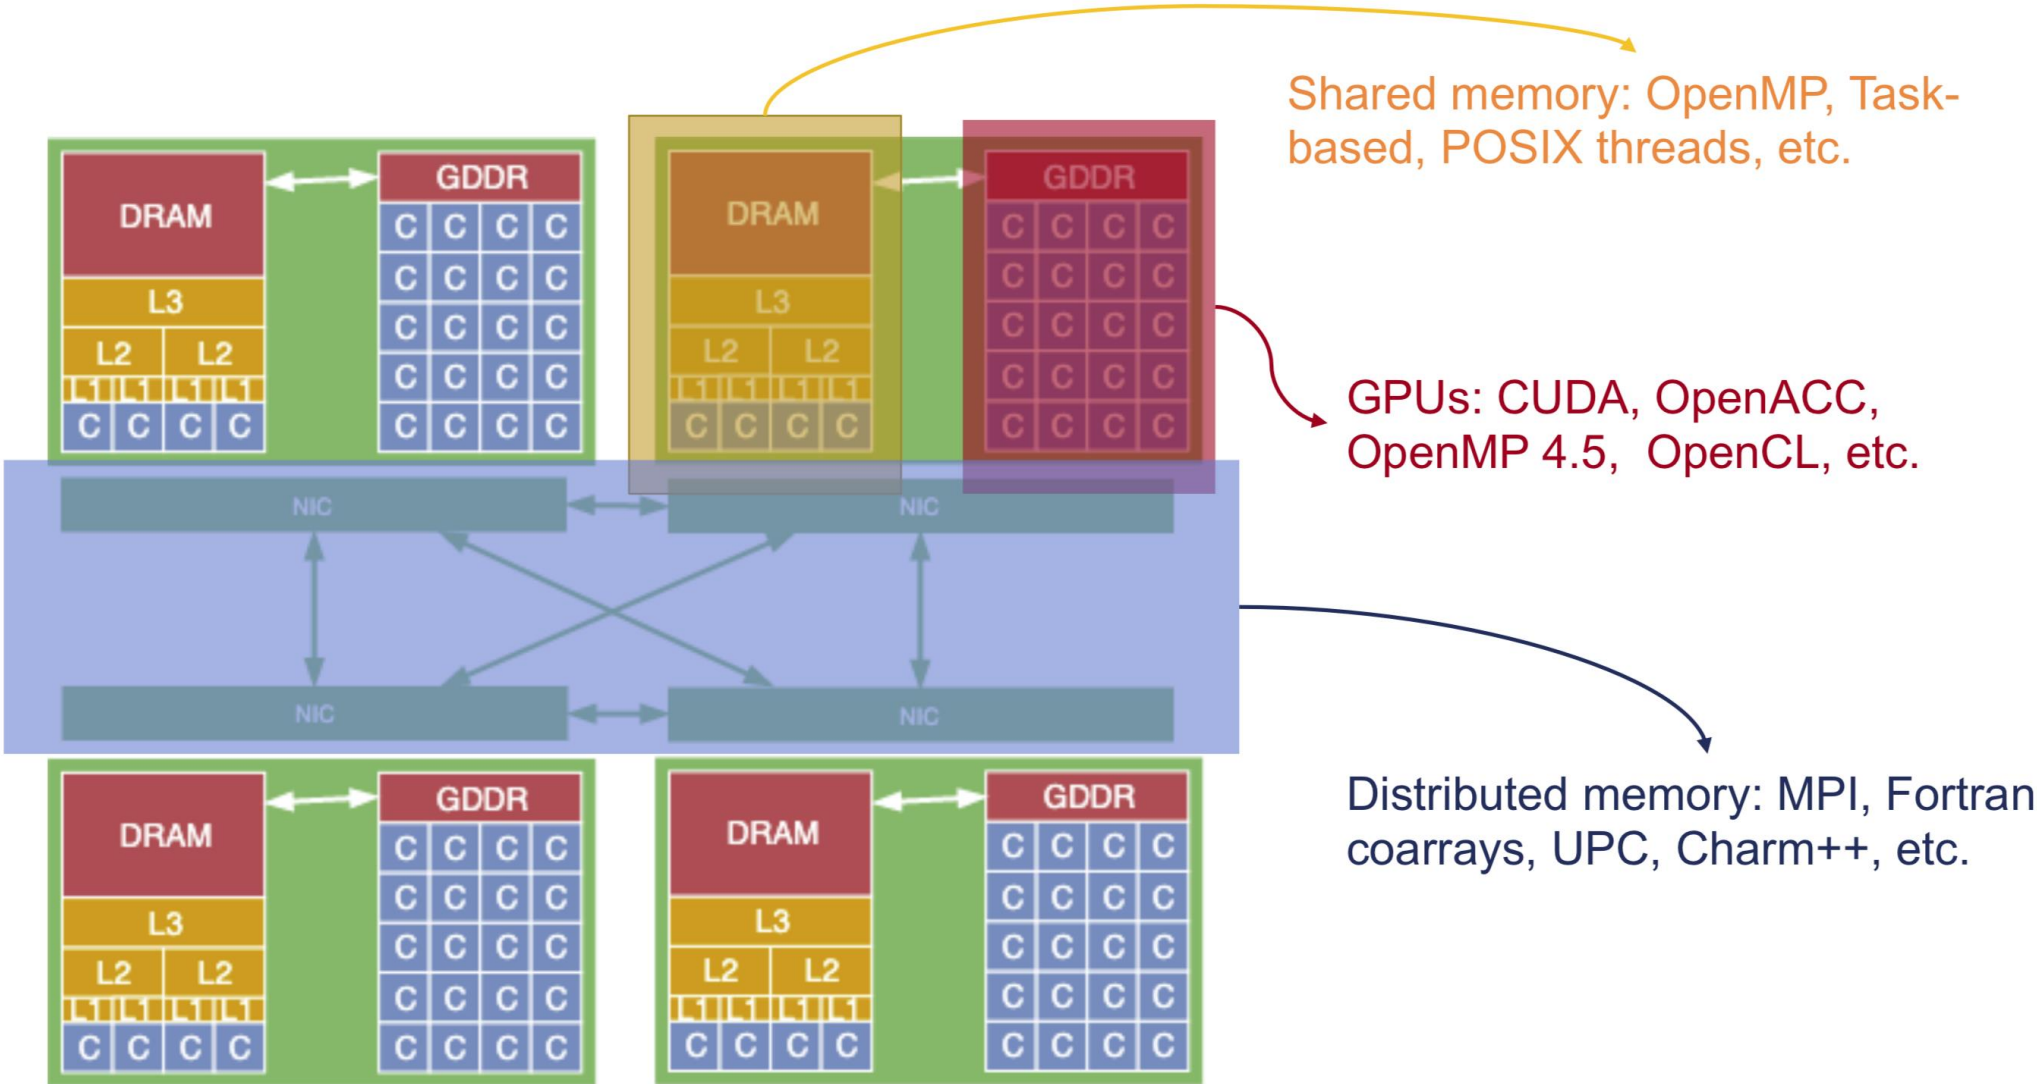 Shared memory: OpenMP, Task-
based, POSIX threads, etc.
DRAM
GDDR
C C C C
C C C C
C C C C
C C C C
C C C C
L3
L2 L2
L1 L1 L1 L1
C C C C
DRAM
GDDR
C C C C
C C C C
C C C C
C C C C
C C C C
L3
L2 L2
L1 L1 L1 L1
C C C C
GPUs: CUDA, OpenACC,
OpenMP 4.5, OpenCL, etc.
NIC
NIC
NIC
NIC
Distributed memory: MPI, Fortran
coarrays, UPC, Charm++, etc.
DRAM
GDDR
C C C C
C C C C
C C C C
C C C C
C C C C
L3
L2 L2
L1 L1 L1 L1
C C C C
DRAM
GDDR
C C C C
C C C C
C C C C
C C C C
C C C C
L3
L2 L2
L1 L1 L1 L1
C C C C